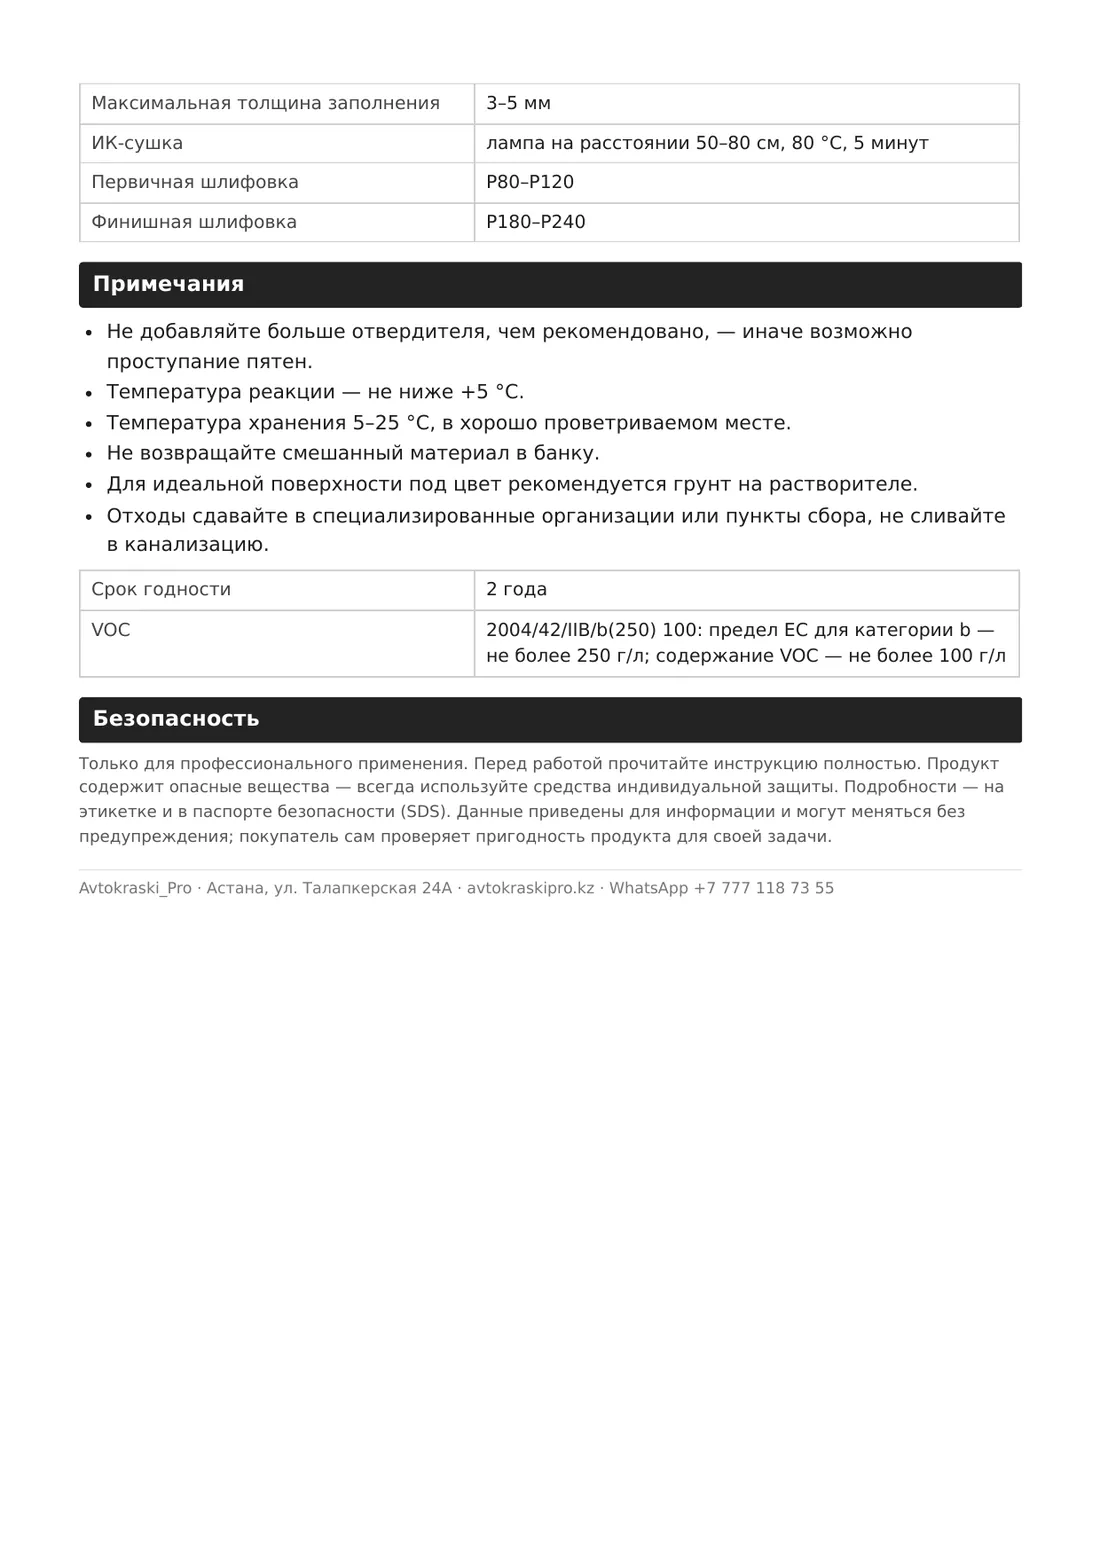 Максимальная толщина заполнения 3–5 мм
ИК-сушка лампа на расстоянии 50–80 см, 80 °C, 5 минут
Первичная шлифовка P80–P120
Финишная шлифовка P180–P240
Примечания
• Не добавляйте больше отвердителя, чем рекомендовано, — иначе возможно
проступание пятен.
• Температура реакции — не ниже +5 °C.
• Температура хранения 5–25 °C, в хорошо проветриваемом месте.
• Не возвращайте смешанный материал в банку.
• Для идеальной поверхности под цвет рекомендуется грунт на растворителе.
• Отходы сдавайте в специализированные организации или пункты сбора, не сливайте
в канализацию.
Срок годности 2 года
VOC 2004/42/IIB/b(250) 100: предел ЕС для категории b —
не более 250 г/л; содержание VOC — не более 100 г/л
Безопасность
Только для профессионального применения. Перед работой прочитайте инструкцию полностью. Продукт
содержит опасные вещества — всегда используйте средства индивидуальной защиты. Подробности — на
этикетке и в паспорте безопасности (SDS). Данные приведены для информации и могут меняться без
предупреждения; покупатель сам проверяет пригодность продукта для своей задачи.
Avtokraski_Pro · Астана, ул. Талапкерская 24А · avtokraskipro.kz · WhatsApp +7 777 118 73 55